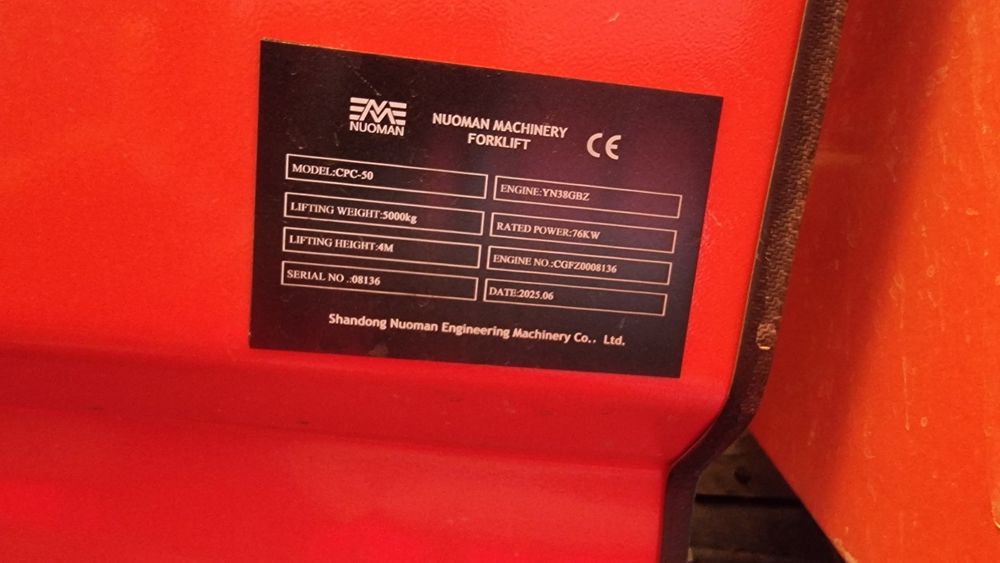 NUOMAN
NUOMAN MACHINERY
FORKLIFT
CE
MODEL:CPC-50
ENGINE:YN38GBZ
LIFTING WEIGHT:5000kg
RATED POWER:76KW
LIFTING HEIGHT:4M
ENGINE NO.:CGFZ0008136
SERIAL NO .:08136
DATE:2025.06
Shandong Nuoman Engineering Machinery Co.. Ltd.